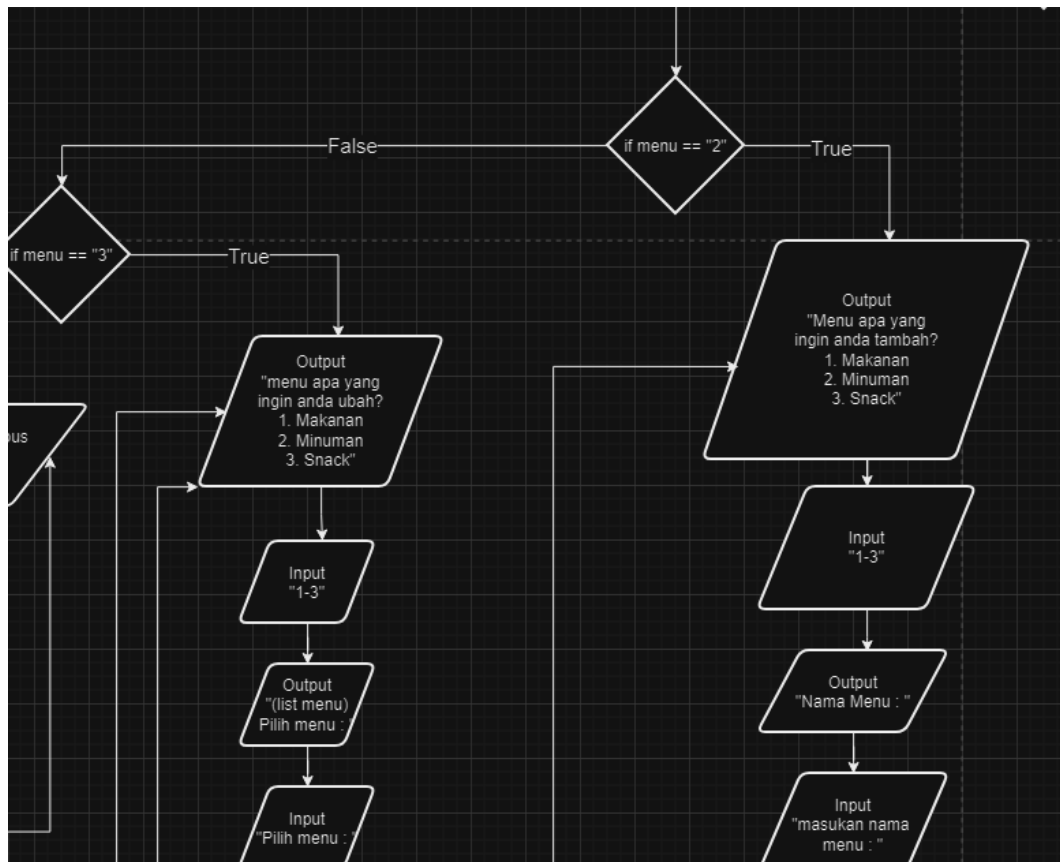 if menu == "2"
True
False
if menu == "3"
True
Output
"Menu apa yang
ingin anda tambah?
1. Makanan
2. Minuman
3. Snack"
Input
"1-3"
Output
"Nama Menu : "
Input
"masukan nama
menu : "
Output
"menu apa yang
ingin anda ubah?
1. Makanan
2. Minuman
3. Snack"
Input
"1-3"
Output
"(list menu)
Pilih menu : "
Input
"Pilih menu : "